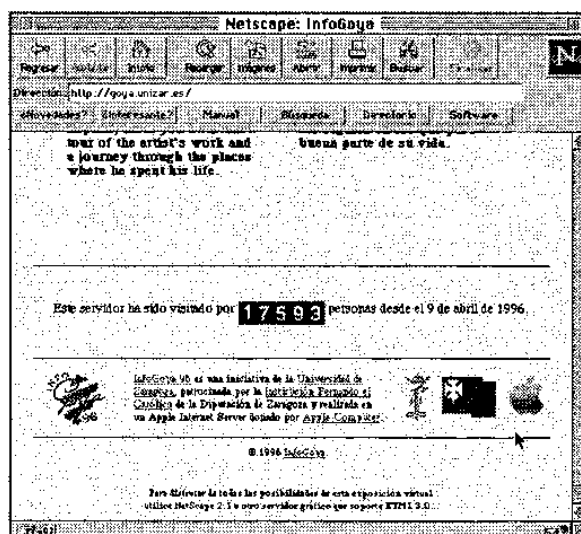 Netscape: InfoGoya
Regresar Inicio Recargar Imágenes Abrir Imprimir Buscar
N
Dirección: http://goya.unizar.es/
¿Novedades? ¿Interesante? Manual Búsqueda Directorio Software
tour of the artist's work and
a journey through the places
where he spent his life.
buena parte de su vida.
Este servidor ha sido visitado por 17593 personas desde el 9 de abril de 1996.
INFO 96
InfoGoya 96 es una iniciativa de la Universidad de
Zaragoza, patrocinada por la Institución Fernando el
Católico de la Diputación de Zaragoza y realizada en
un Apple Internet Server donado por Apple Computer.
© 1996 InfoGoya
Para disfrutar de todas las posibilidades de esta exposición virtual
utilice NetScape 2.0 u otro servidor gráfico que soporte HTML 3.0.